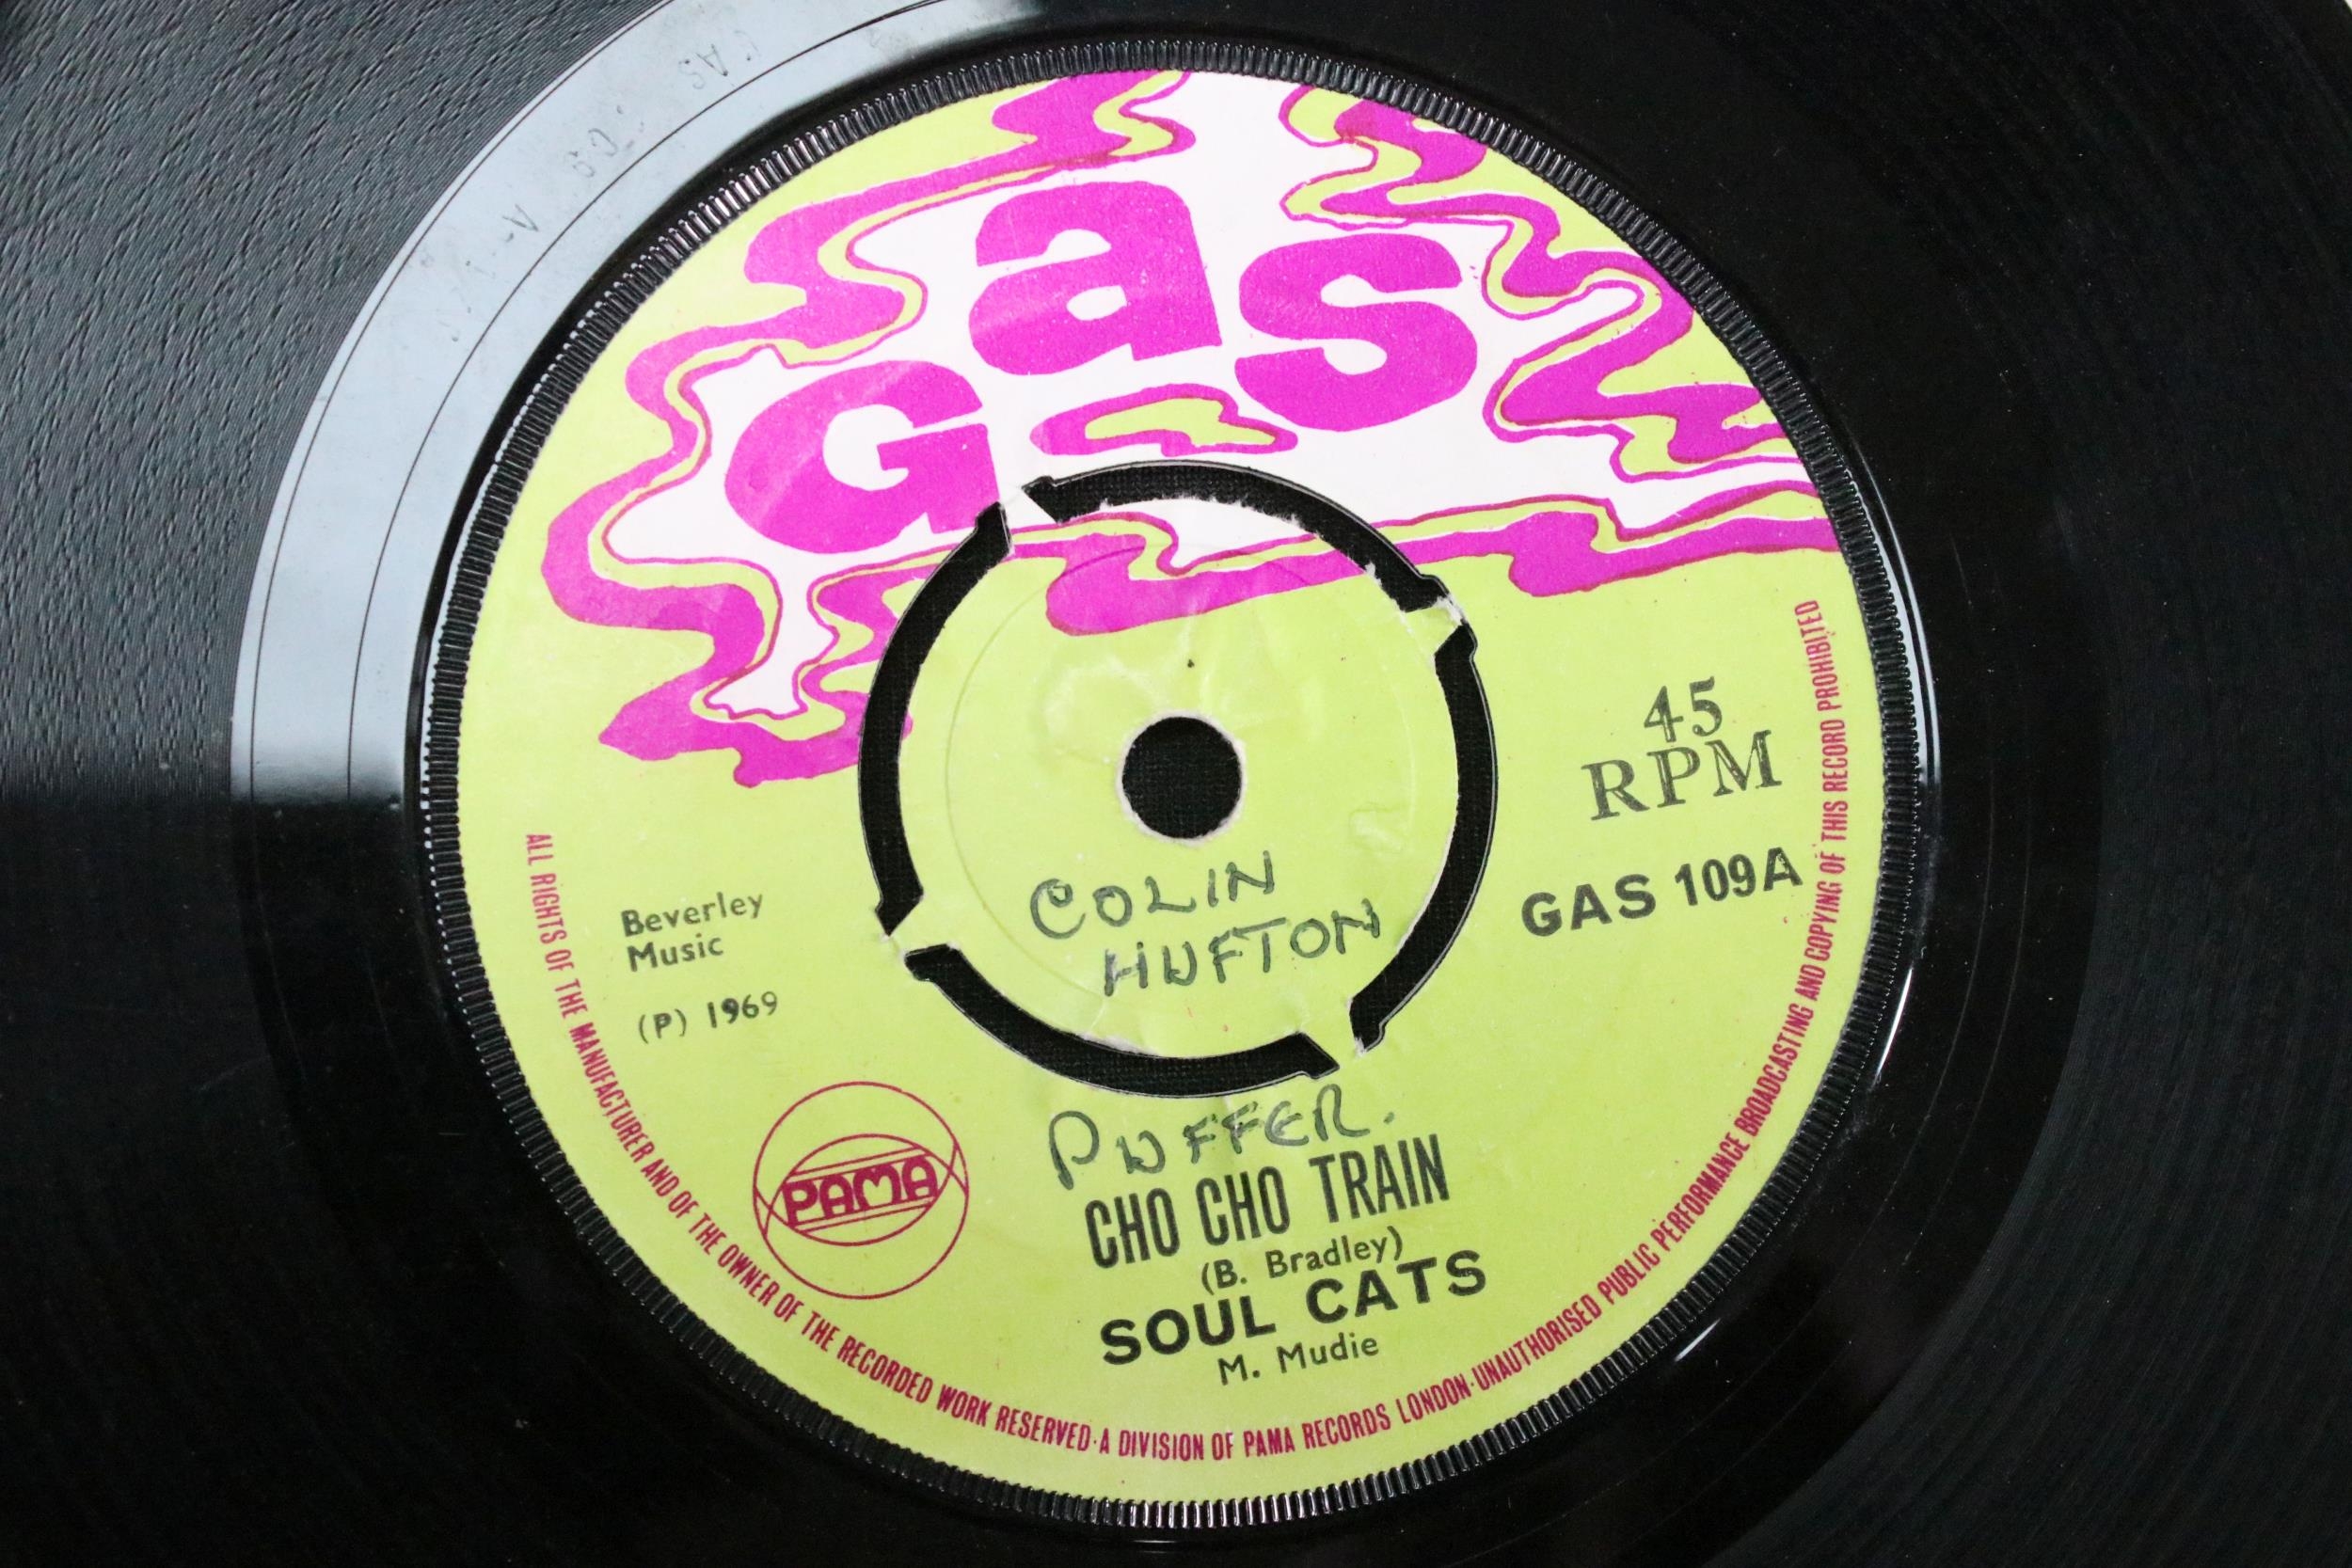 Gas
45
RPM
GAS 109A
Beverley
Music
(P) 1969
COLIN
HUFTON
PUFFER.
PAMA
CHO CHO TRAIN
(B. Bradley)
SOUL CATS
M. Mudie
ALL RIGHTS OF THE MANUFACTURER AND OF THE OWNER OF THE RECORDED WORK RESERVED·A DIVISION OF PAMA RECORDS LONDON·UNAUTHORISED PUBLIC PERFORMANCE BROADCASTING AND COPYING OF THIS RECORD PROHIBITED